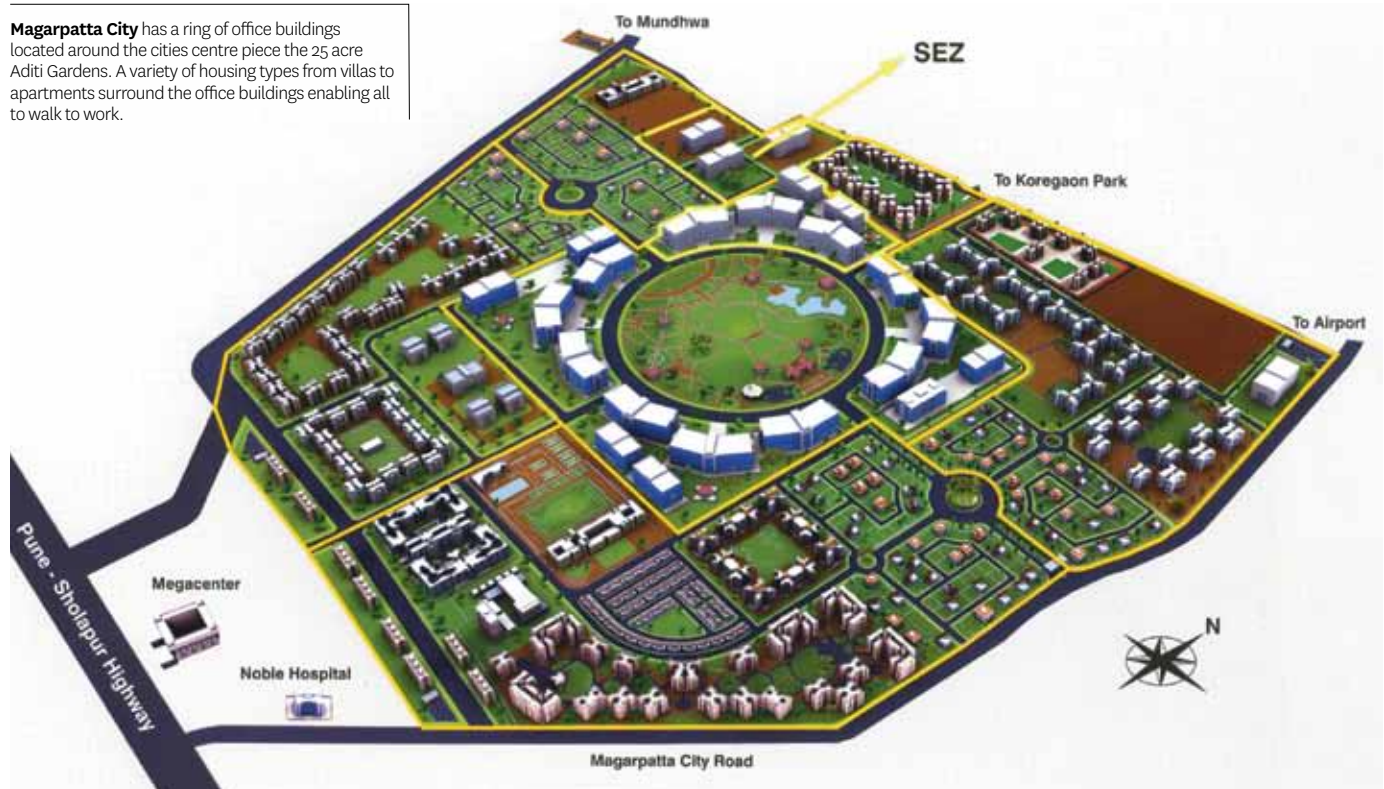 Magarpatta City has a ring of office buildings
located around the cities centre piece the 25 acre
Aditi Gardens. A variety of housing types from villas to
apartments surround the office buildings enabling all
to walk to work.
To Mundhwa
SEZ
To Koregaon Park
To Airport
Pune - Sholapur Highway
Megacenter
Noble Hospital
N
Magarpatta City Road